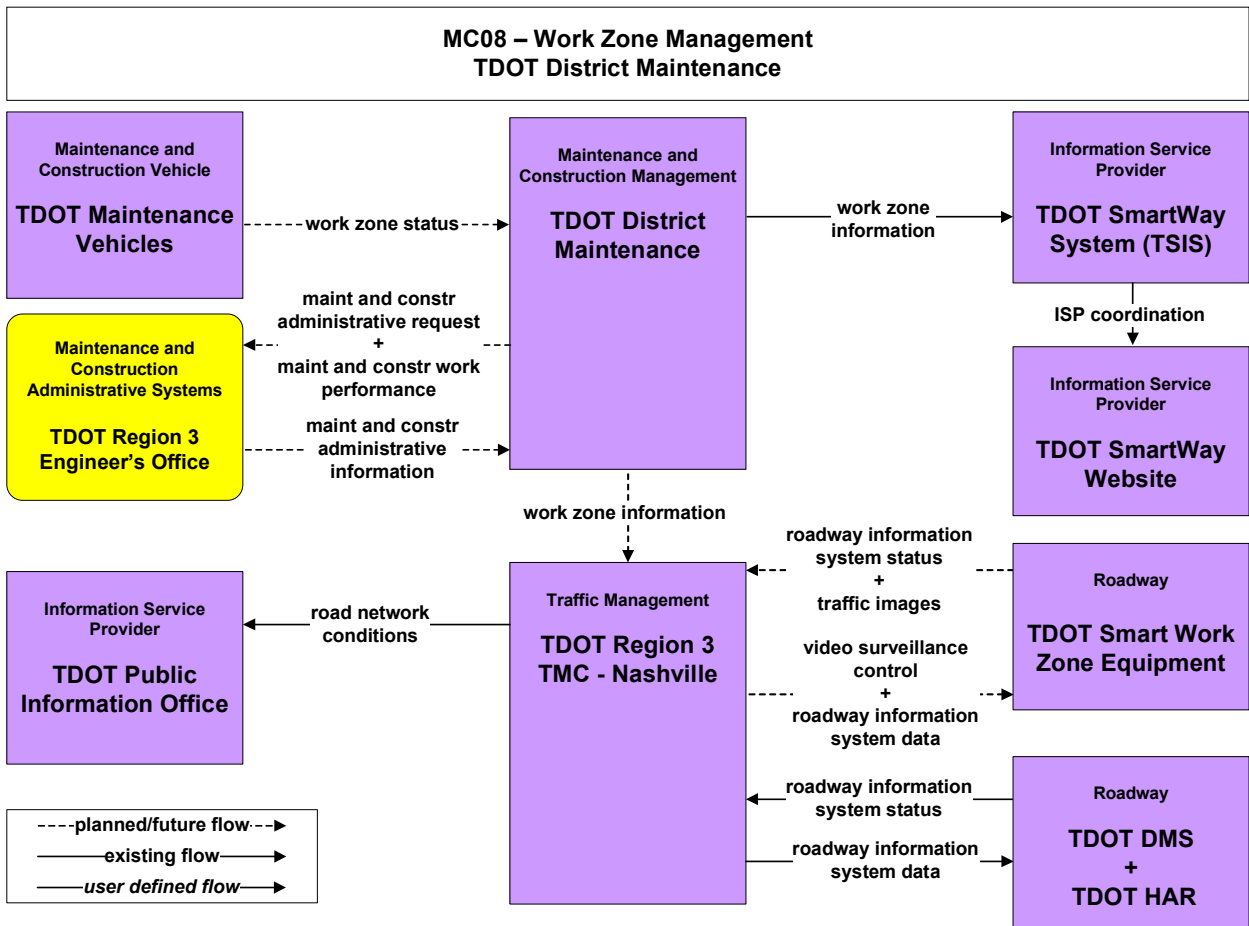 MC08 – Work Zone Management
TDOT District Maintenance
Maintenance and
Construction Vehicle
TDOT Maintenance
Vehicles
work zone status
Maintenance and
Construction Management
TDOT District
Maintenance
work zone
information
Information Service
Provider
TDOT SmartWay
System (TSIS)
ISP coordination
maint and constr
administrative request
+
maint and constr work
performance
Maintenance and
Construction
Administrative Systems
TDOT Region 3
Engineer’s Office
maint and constr
administrative
information
Information Service
Provider
TDOT SmartWay
Website
work zone information
Information Service
Provider
TDOT Public
Information Office
road network
conditions
Traffic Management
TDOT Region 3
TMC - Nashville
roadway information
system status
+
traffic images
video surveillance
control
+
roadway information
system data
Roadway
TDOT Smart Work
Zone Equipment
roadway information
system status
roadway information
system data
Roadway
TDOT DMS
+
TDOT HAR
planned/future flow
existing flow
user defined flow